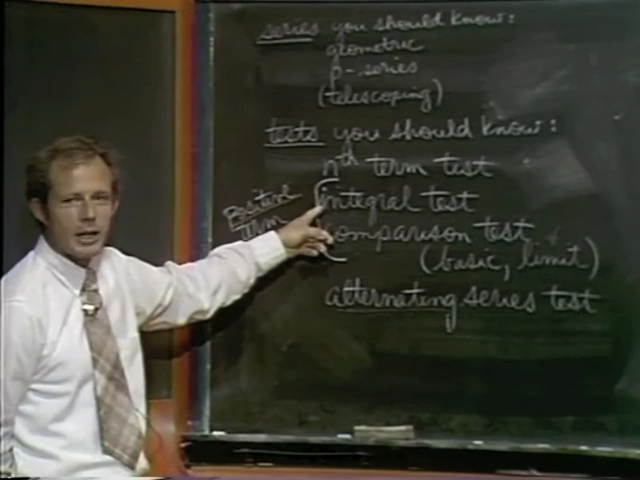 series you should know:
geometric
p-series
(telescoping)
tests you should know:
nth term test
positive
term
integral test
comparison test
(basic, limit)
alternating series test